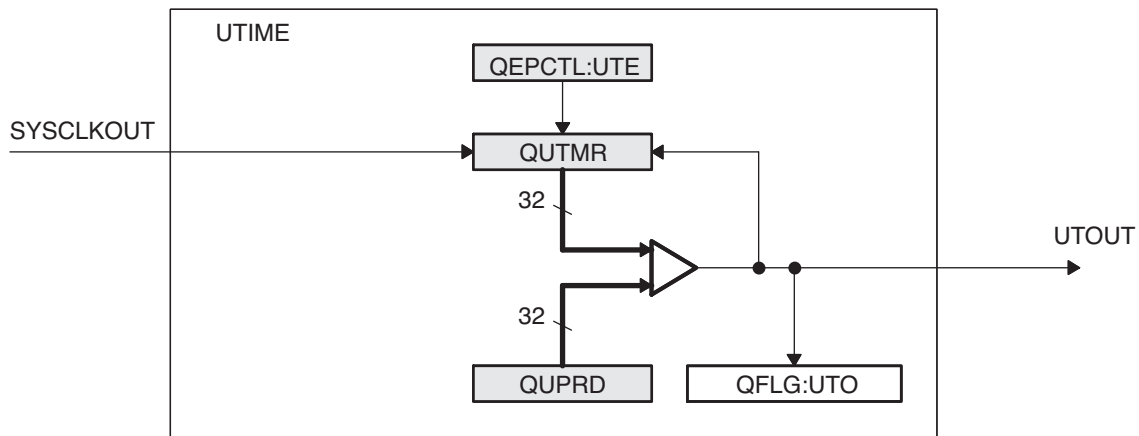 UTIME
QEPCTL:UTE
SYSCLKOUT
QUTMR
32
UTOUT
32
QUPRD
QFLG:UTO